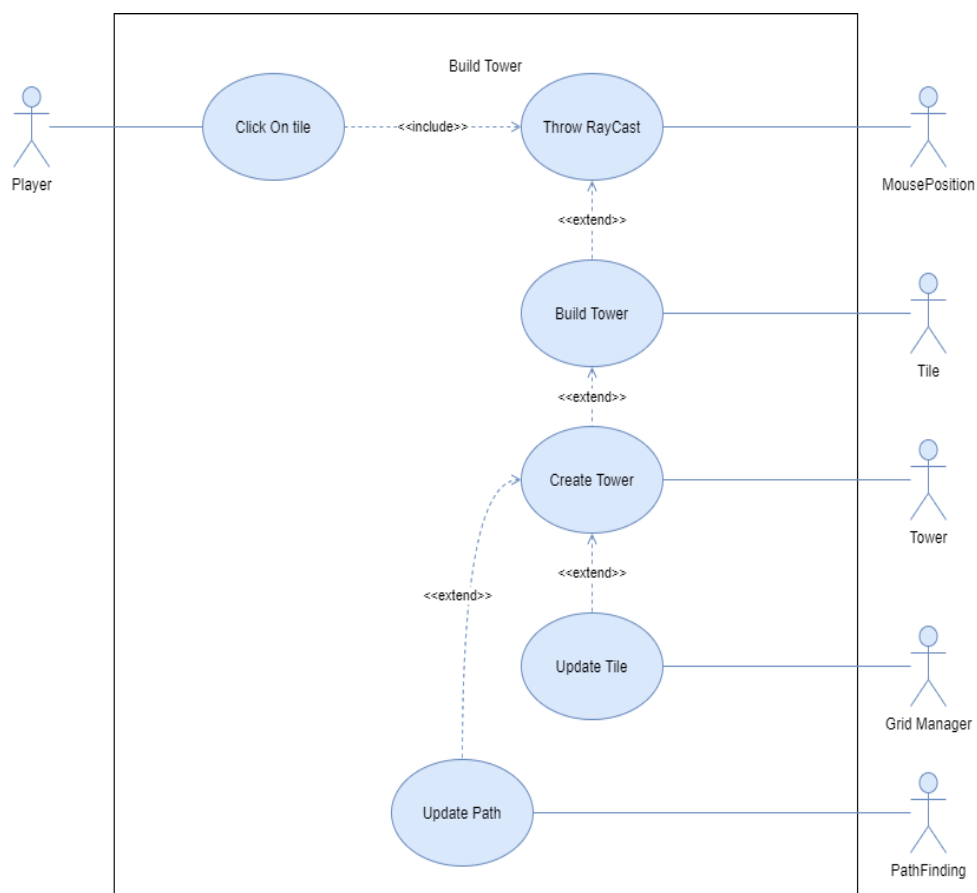 Build Tower
Click On tile
<<include>>
Throw RayCast
Player
MousePosition
<<extend>>
Build Tower
Tile
<<extend>>
Create Tower
Tower
<<extend>>
<<extend>>
Update Tile
Grid Manager
Update Path
PathFinding